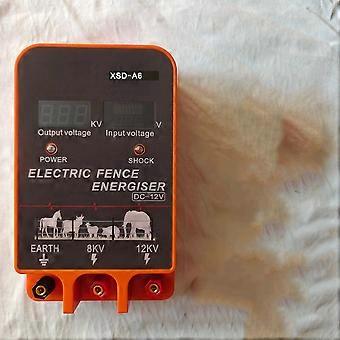 XSD-A6
KV V
Output voltage Input voltage
POWER SHOCK
ELECTRIC FENCE
ENERGISER
DC-12V
EARTH 8KV 12KV